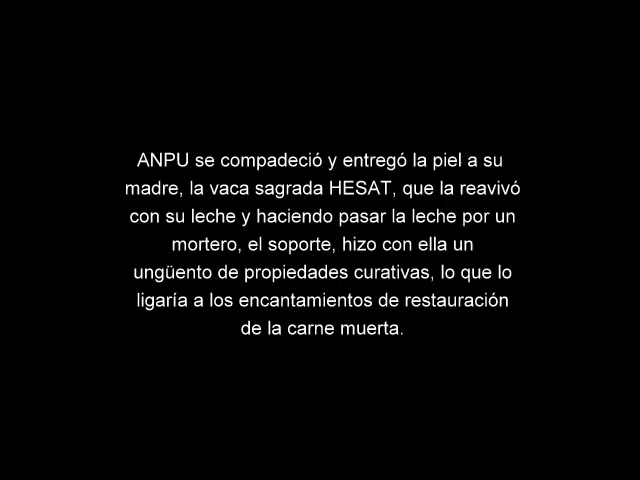 ANPU se compadeció y entregó la piel a su
madre, la vaca sagrada HESAT, que la reavivó
con su leche y haciendo pasar la leche por un
mortero, el soporte, hizo con ella un
ungüento de propiedades curativas, lo que lo
ligaría a los encantamientos de restauración
de la carne muerta.